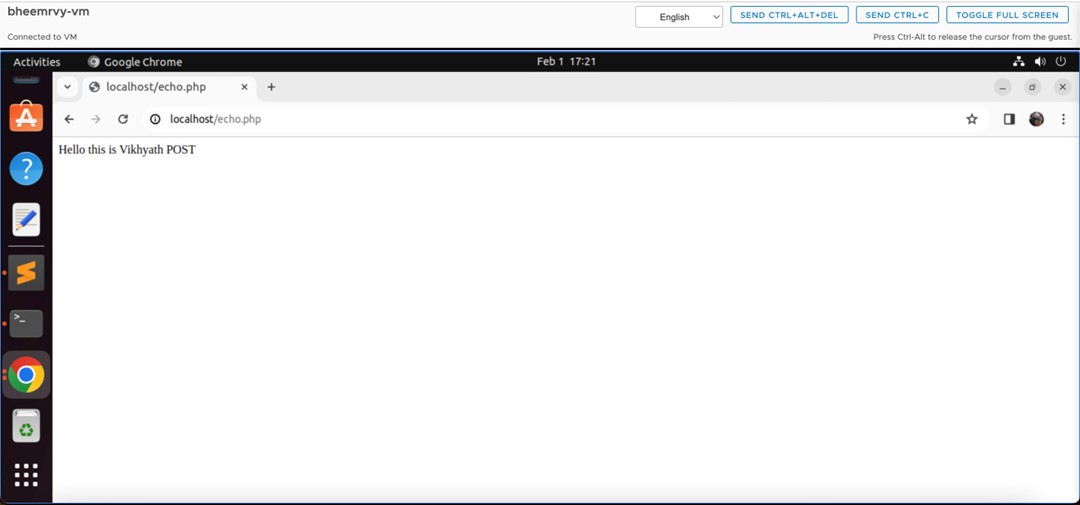 bheemrvy-vm
English
SEND CTRL+ALT+DEL
SEND CTRL+C
TOGGLE FULL SCREEN
Connected to VM
Press Ctrl-Alt to release the cursor from the guest.
Activities
Google Chrome
Feb 1 17:21
localhost/echo.php
localhost/echo.php
Hello this is Vikhyath POST